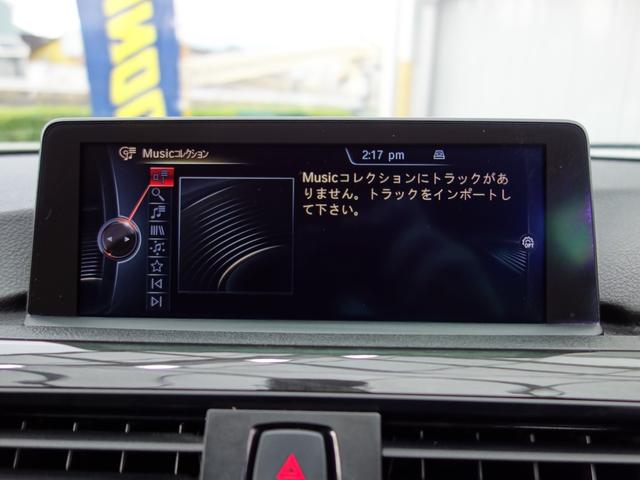 Musicコレクション
2:17 pm
Musicコレクションにトラックがあ
りません。トラックをインポートし
て下さい。
OPT